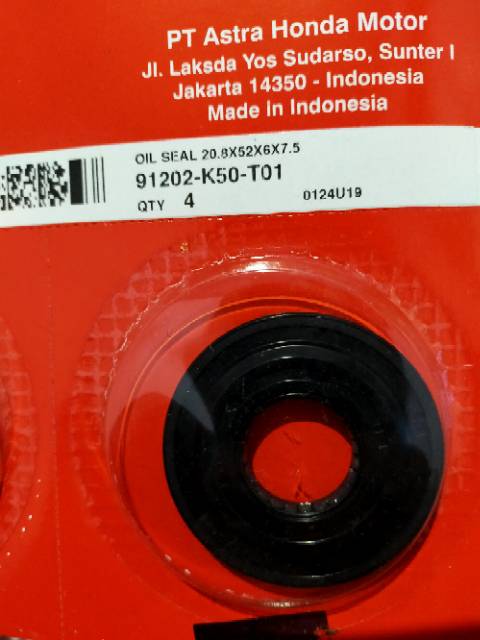 PT Astra Honda Motor
Jl. Laksda Yos Sudarso, Sunter I
Jakarta 14350 - Indonesia
Made In Indonesia
OIL SEAL 20.8X52X6X7.5
91202-K50-T01
QTY 4 0124U19